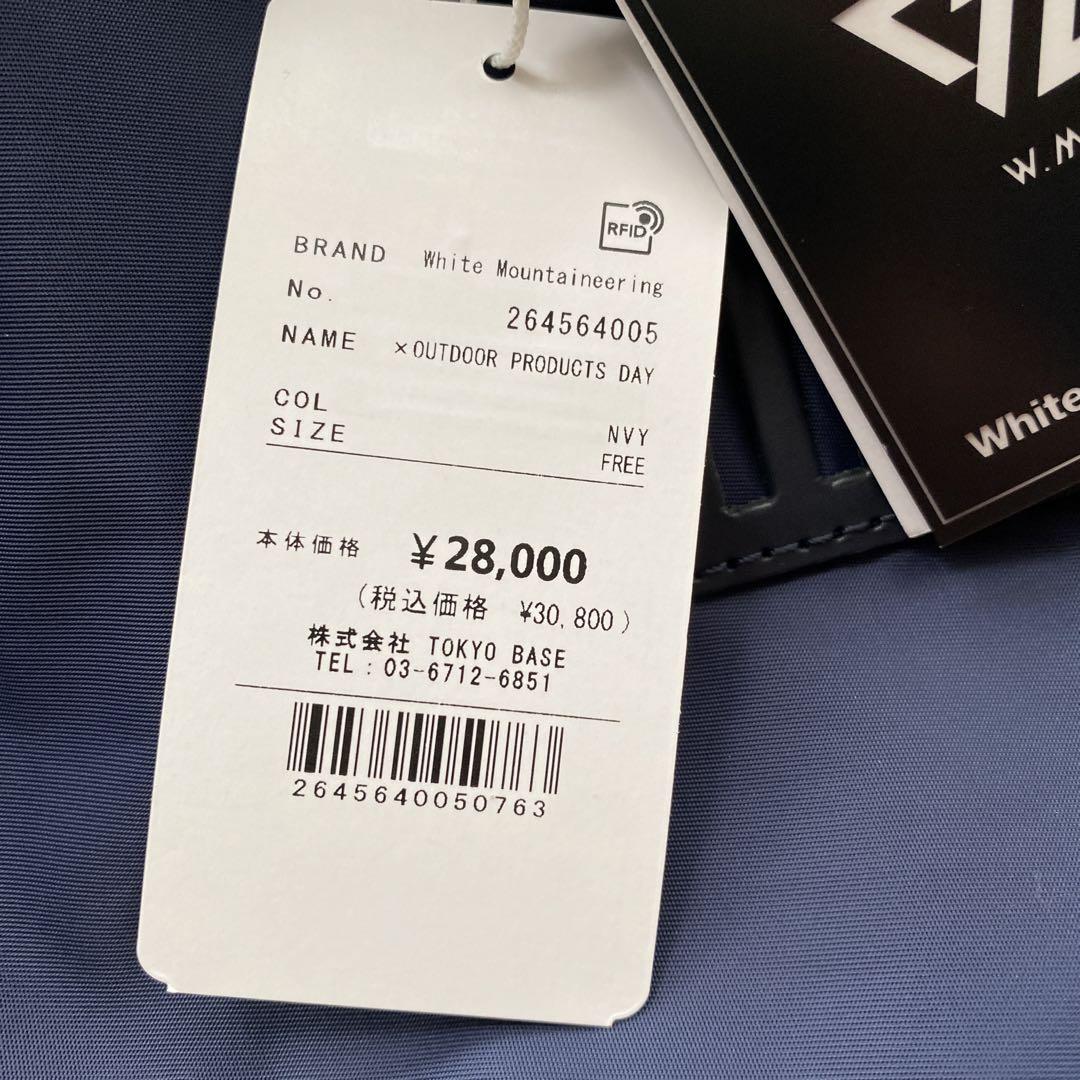 RFID
BRAND White Mountaineering
No. 264564005
NAME ×OUTDOOR PRODUCTS DAY
COL NVY
SIZE FREE
本体価格 ¥28,000
(税込価格 ¥30,800)
株式会社 TOKYO BASE
TEL : 03-6712-6851
2645640050763
W.M
White